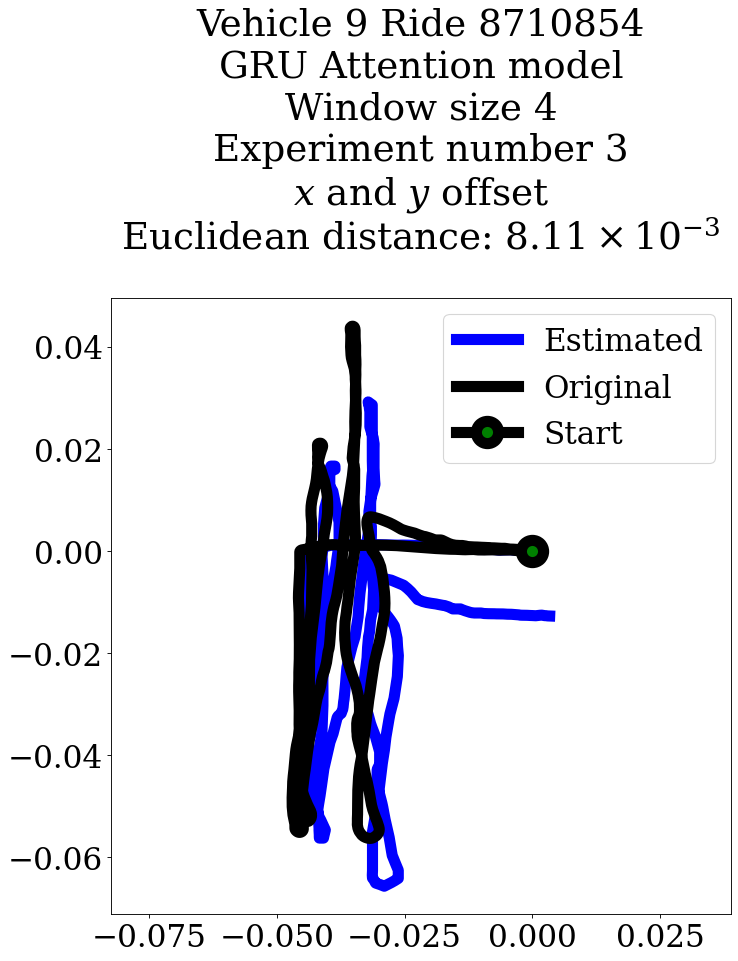 Vehicle 9 Ride 8710854
GRU Attention model
Window size 4
Experiment number 3
x and y offset
Euclidean distance: 8.11 × 10⁻³
Estimated
Original
Start
0.04
0.02
0.00
−0.02
−0.04
−0.06
−0.075 −0.050 −0.025 0.000 0.025